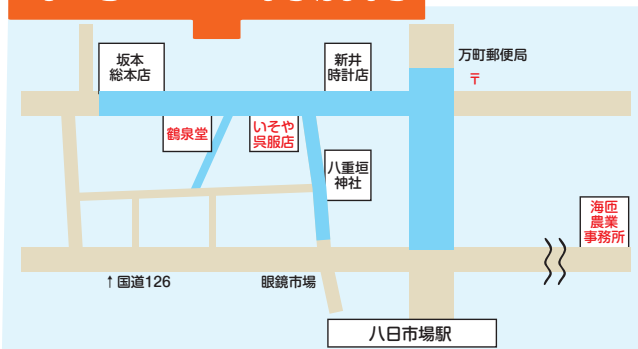 坂本
総本店
新井
時計店
万町郵便局
〒
鶴泉堂
いそや
呉服店
八重垣
神社
海匝
農業
事務所
↑国道126
眼鏡市場
八日市場駅